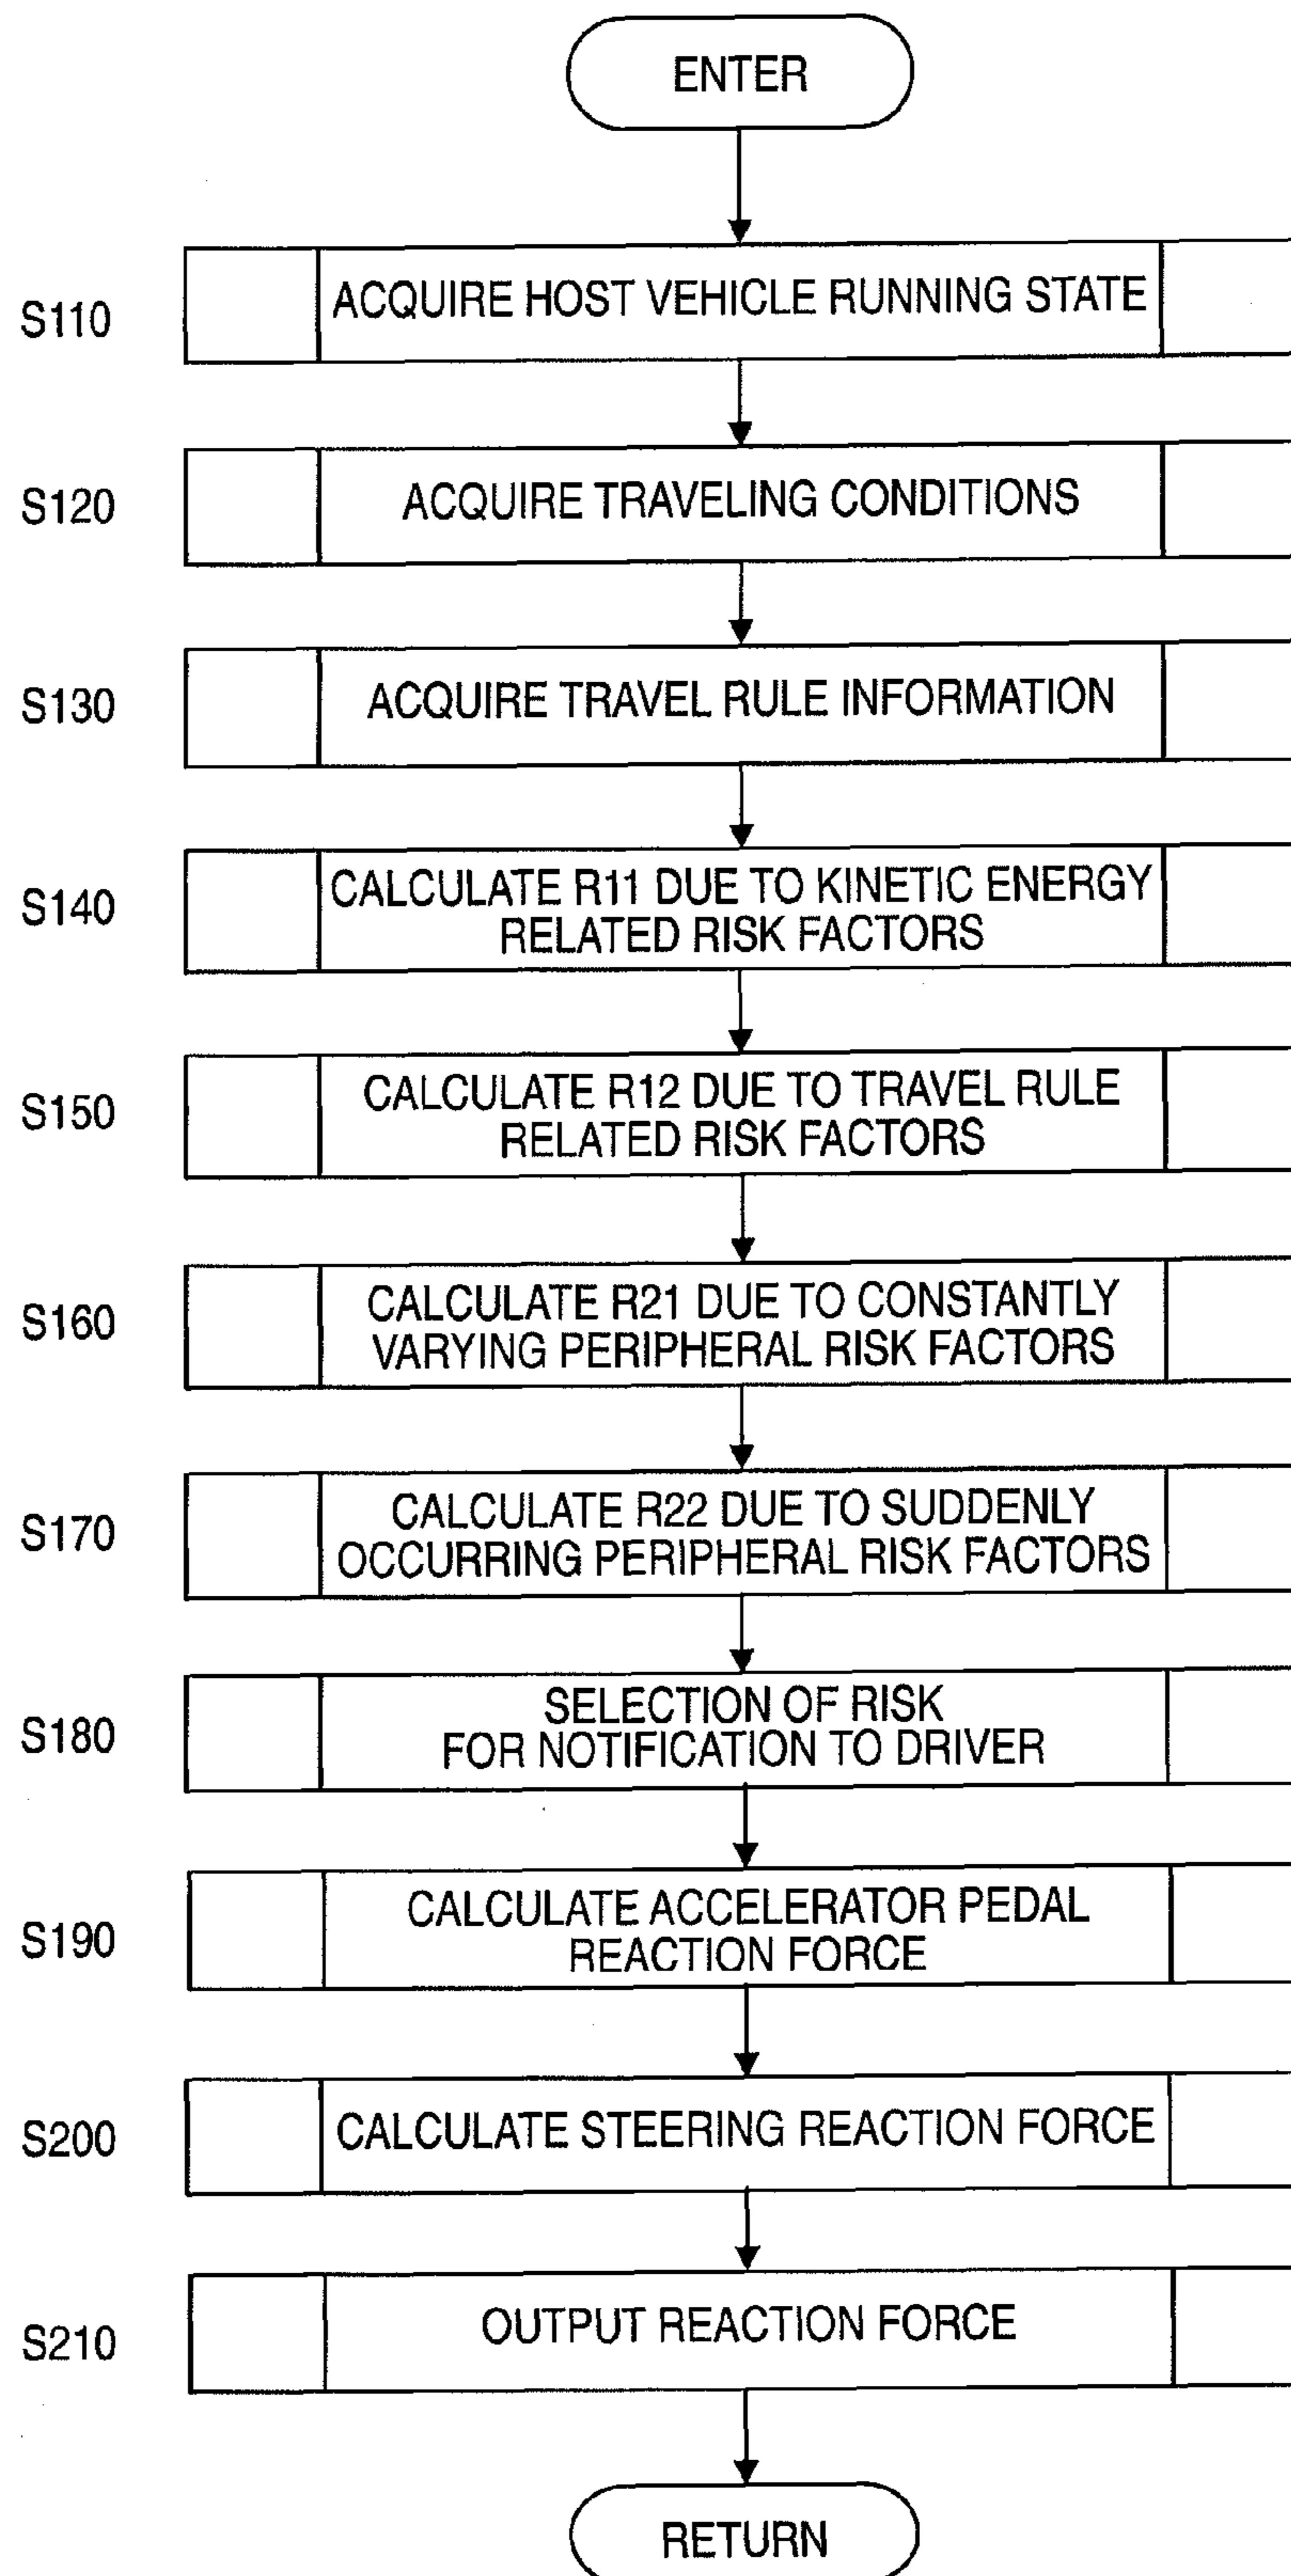 ENTER
S110
ACQUIRE HOST VEHICLE RUNNING STATE
S120
ACQUIRE TRAVELING CONDITIONS
S130
ACQUIRE TRAVEL RULE INFORMATION
S140
CALCULATE R11 DUE TO KINETIC ENERGY
RELATED RISK FACTORS
S150
CALCULATE R12 DUE TO TRAVEL RULE
RELATED RISK FACTORS
S160
CALCULATE R21 DUE TO CONSTANTLY
VARYING PERIPHERAL RISK FACTORS
S170
CALCULATE R22 DUE TO SUDDENLY
OCCURRING PERIPHERAL RISK FACTORS
S180
SELECTION OF RISK
FOR NOTIFICATION TO DRIVER
S190
CALCULATE ACCELERATOR PEDAL
REACTION FORCE
S200
CALCULATE STEERING REACTION FORCE
S210
OUTPUT REACTION FORCE
RETURN